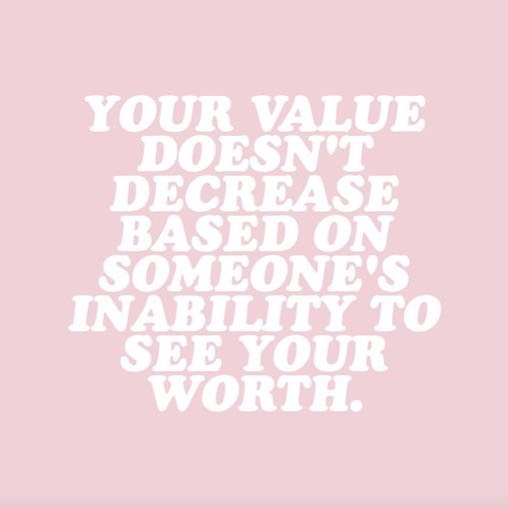 YOUR VALUE
DOESN'T
DECREASE
BASED ON
SOMEONE'S
INABILITY TO
SEE YOUR
WORTH.